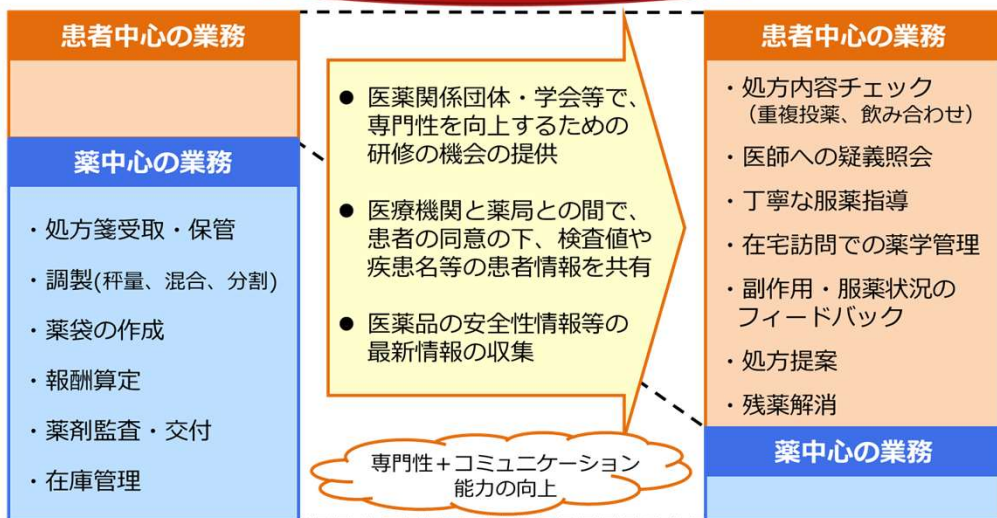 患者中心の業務
薬中心の業務
・処方箋受取・保管
・調製(秤量、混合、分割)
・薬袋の作成
・報酬算定
・薬剤監査・交付
・在庫管理
● 医薬関係団体・学会等で、
専門性を向上するための
研修の機会の提供
● 医療機関と薬局との間で、
患者の同意の下、検査値や
疾患名等の患者情報を共有
● 医薬品の安全性情報等の
最新情報の収集
専門性＋コミュニケーション
能力の向上
患者中心の業務
・処方内容チェック
（重複投薬、飲み合わせ）
・医師への疑義照会
・丁寧な服薬指導
・在宅訪問での薬学管理
・副作用・服薬状況の
フィードバック
・処方提案
・残薬解消
薬中心の業務